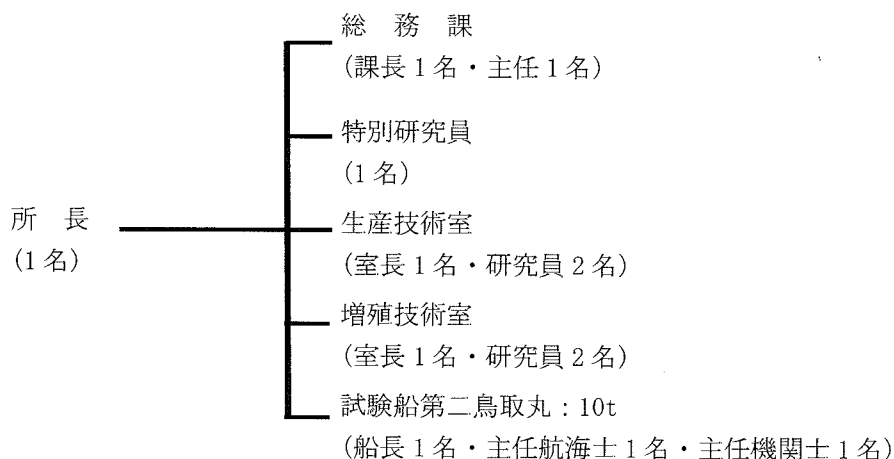 総務課
(課長1名・主任1名)
特別研究員
(1名)
所長
(1名)
生産技術室
(室長1名・研究員2名)
増殖技術室
(室長1名・研究員2名)
試験船第二鳥取丸：10t
(船長1名・主任航海士1名・主任機関士1名)